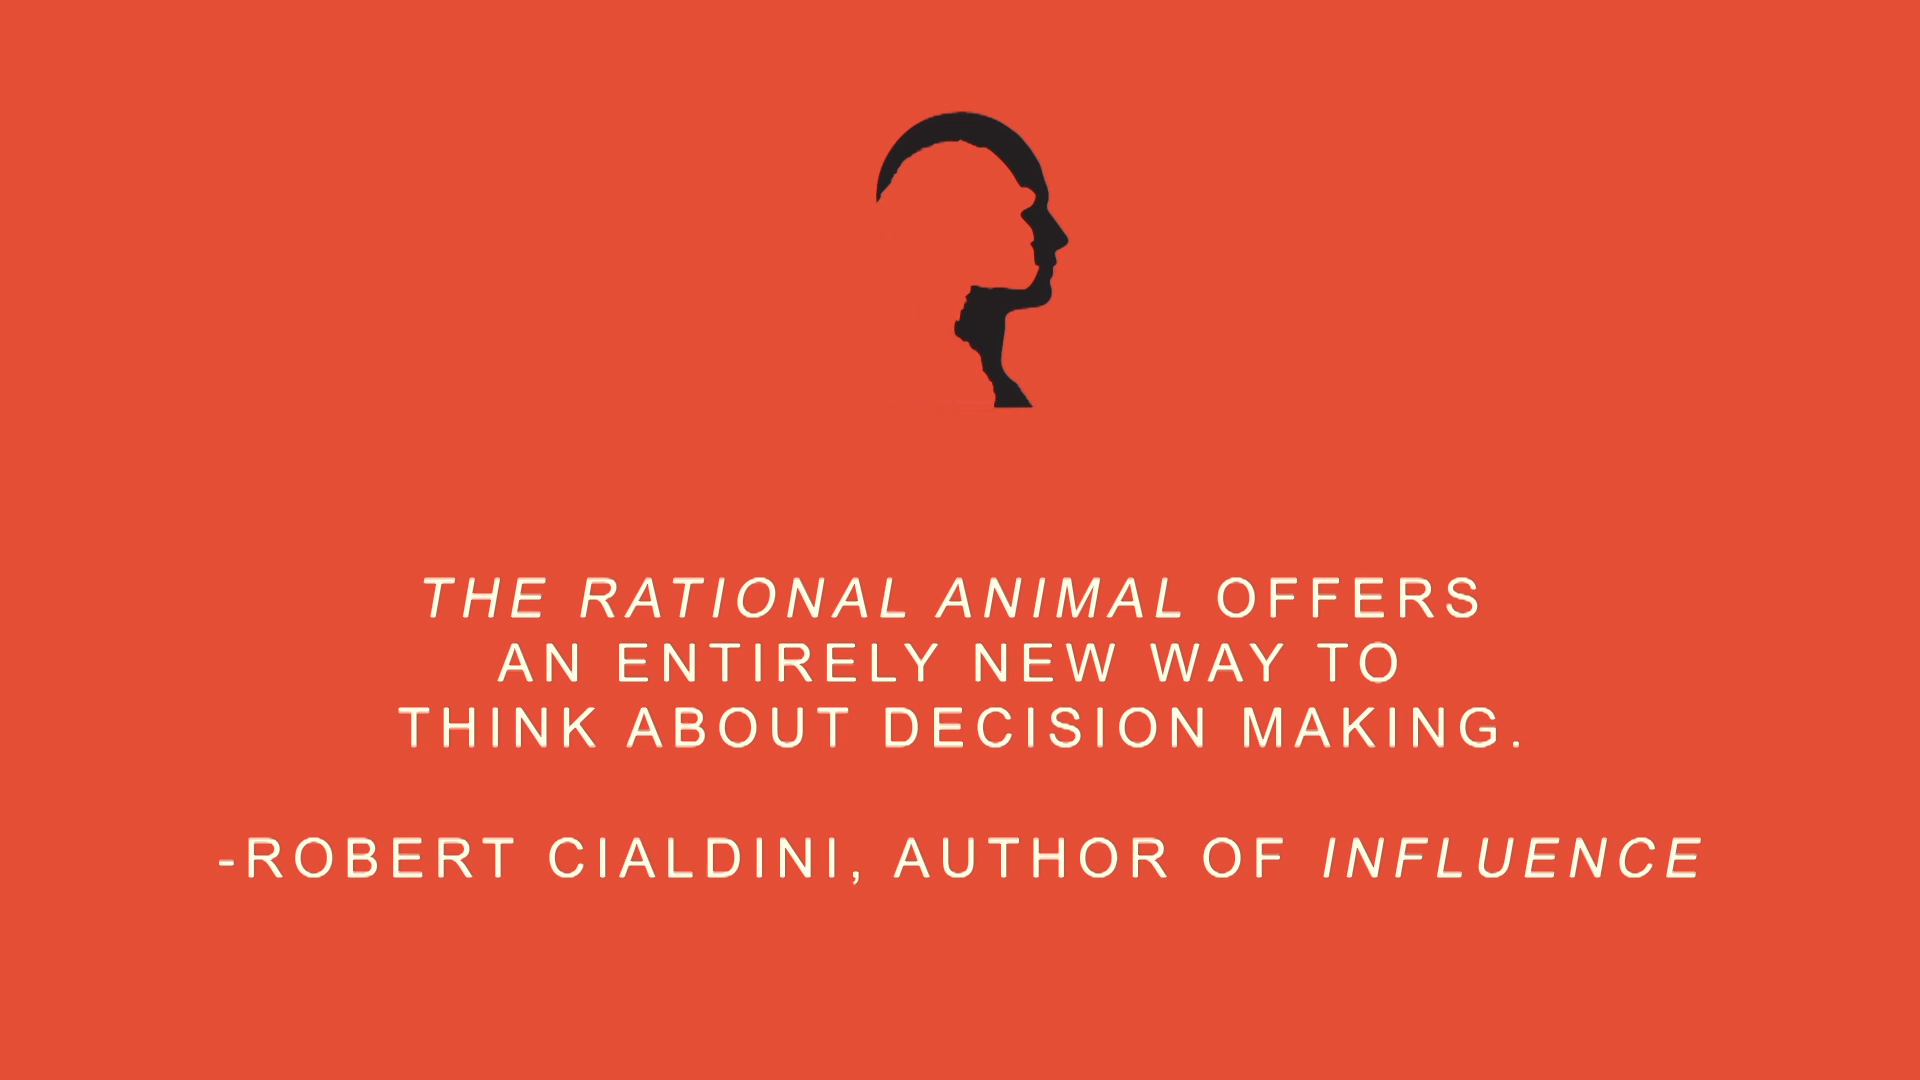 THE RATIONAL ANIMAL OFFERS
AN ENTIRELY NEW WAY TO
THINK ABOUT DECISION MAKING.
-ROBERT CIALDINI, AUTHOR OF INFLUENCE